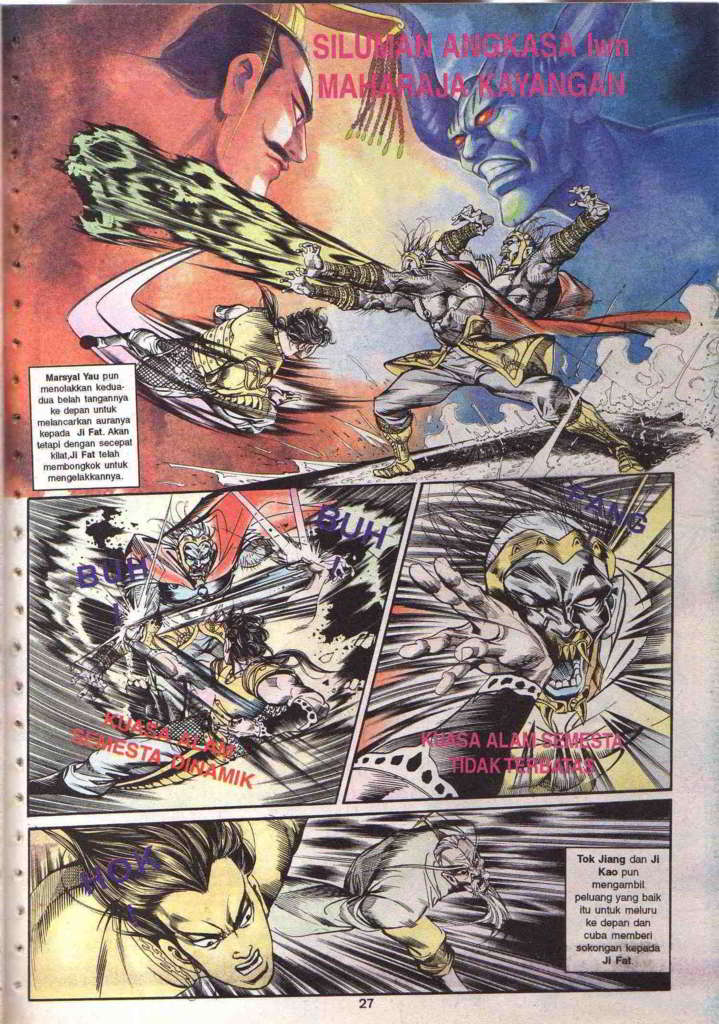 SILUMAN ANGKASA lwn
MAHARAJA KAYANGAN
Marsyal Yau pun
menolakkan kedua-
dua belah tangannya
ke depan untuk
melancarkan auranya
kepada Ji Fat. Akan
tetapi dengan secepat
kilat,Ji Fat telah
membongkok untuk
mengelakkannya.
BUH
!
BUH
!
KUASA ALAM
SEMESTA DINAMIK
PANG
KUASA ALAM SEMESTA
TIDAK TERBATAS
HOX
!
Tok Jiang dan Ji
Kao pun
mengambil
peluang yang baik
itu untuk meluru
ke depan dan
cuba memberi
sokongan kepada
Ji Fat.
27